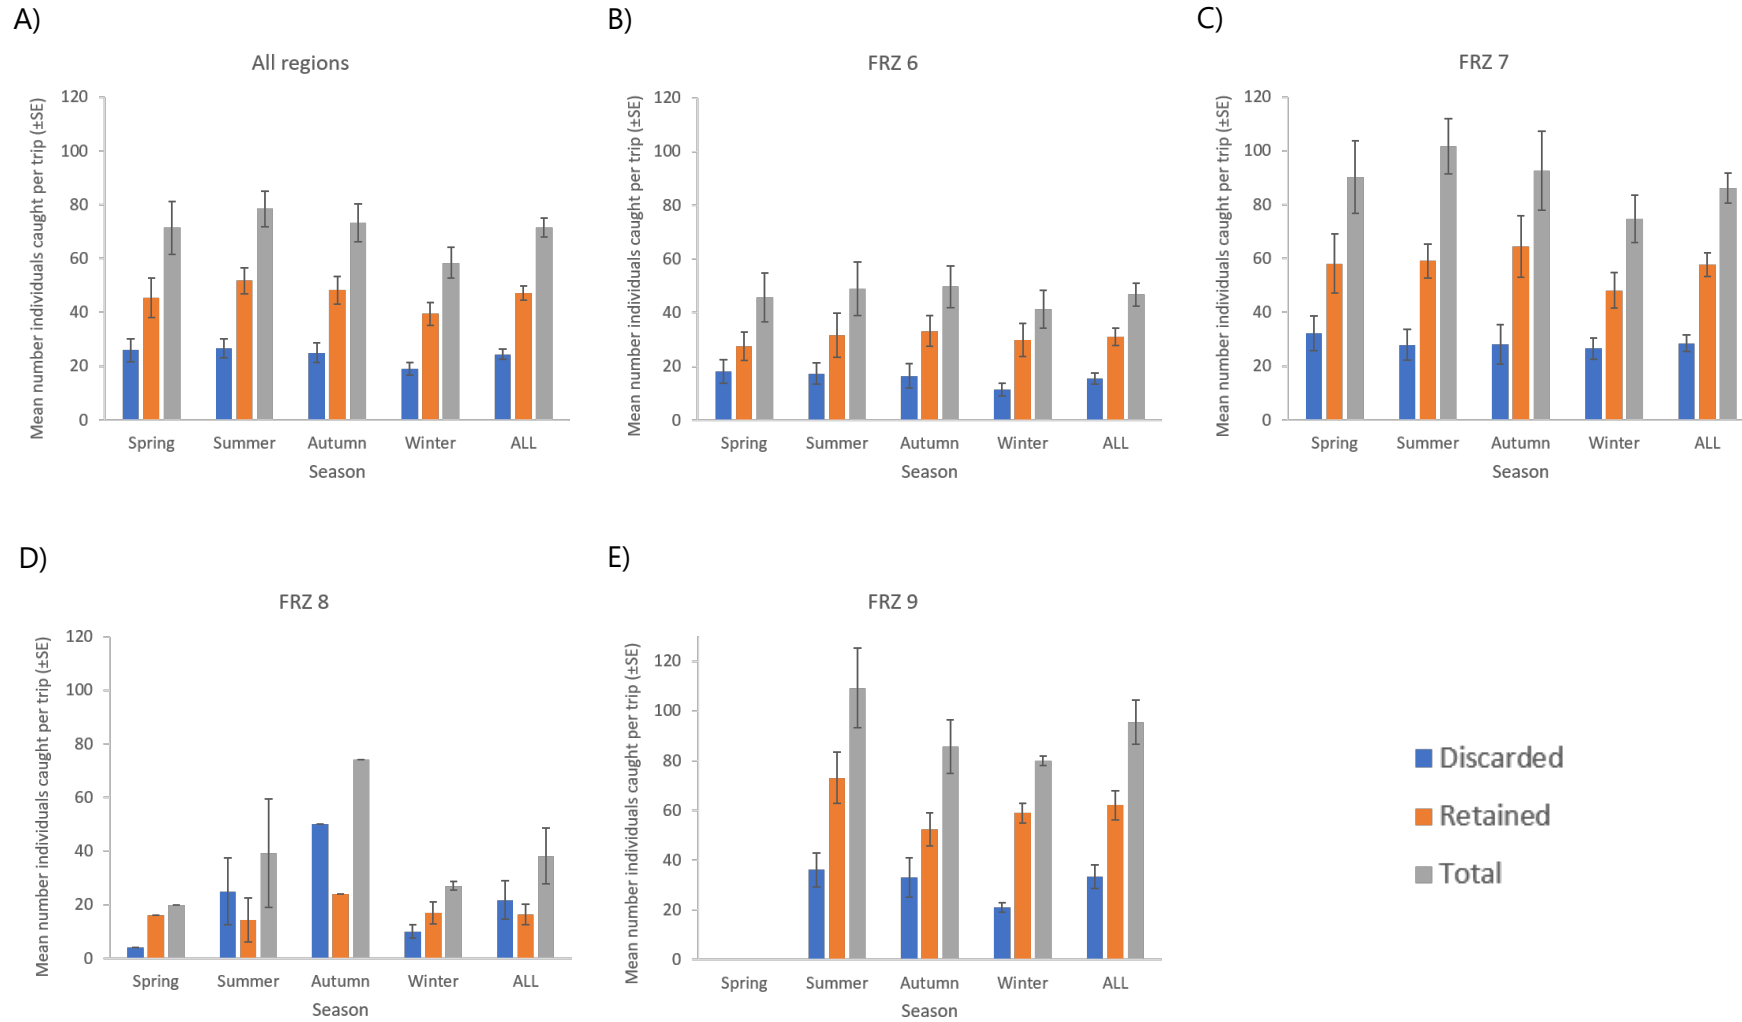 A)
All regions
Mean number individuals caught per trip (±SE)
120
100
80
60
40
20
0
Spring Summer Autumn Winter ALL
Season
B)
FRZ 6
Mean number individuals caught per trip (±SE)
120
100
80
60
40
20
0
Spring Summer Autumn Winter ALL
Season
C)
FRZ 7
Mean number individuals caught per trip (±SE)
120
100
80
60
40
20
0
Spring Summer Autumn Winter ALL
Season
D)
FRZ 8
Mean number individuals caught per trip (±SE)
120
100
80
60
40
20
0
Spring Summer Autumn Winter ALL
Season
E)
FRZ 9
Mean number individuals caught per trip (±SE)
120
100
80
60
40
20
0
Spring Summer Autumn Winter ALL
Season
Discarded
Retained
Total